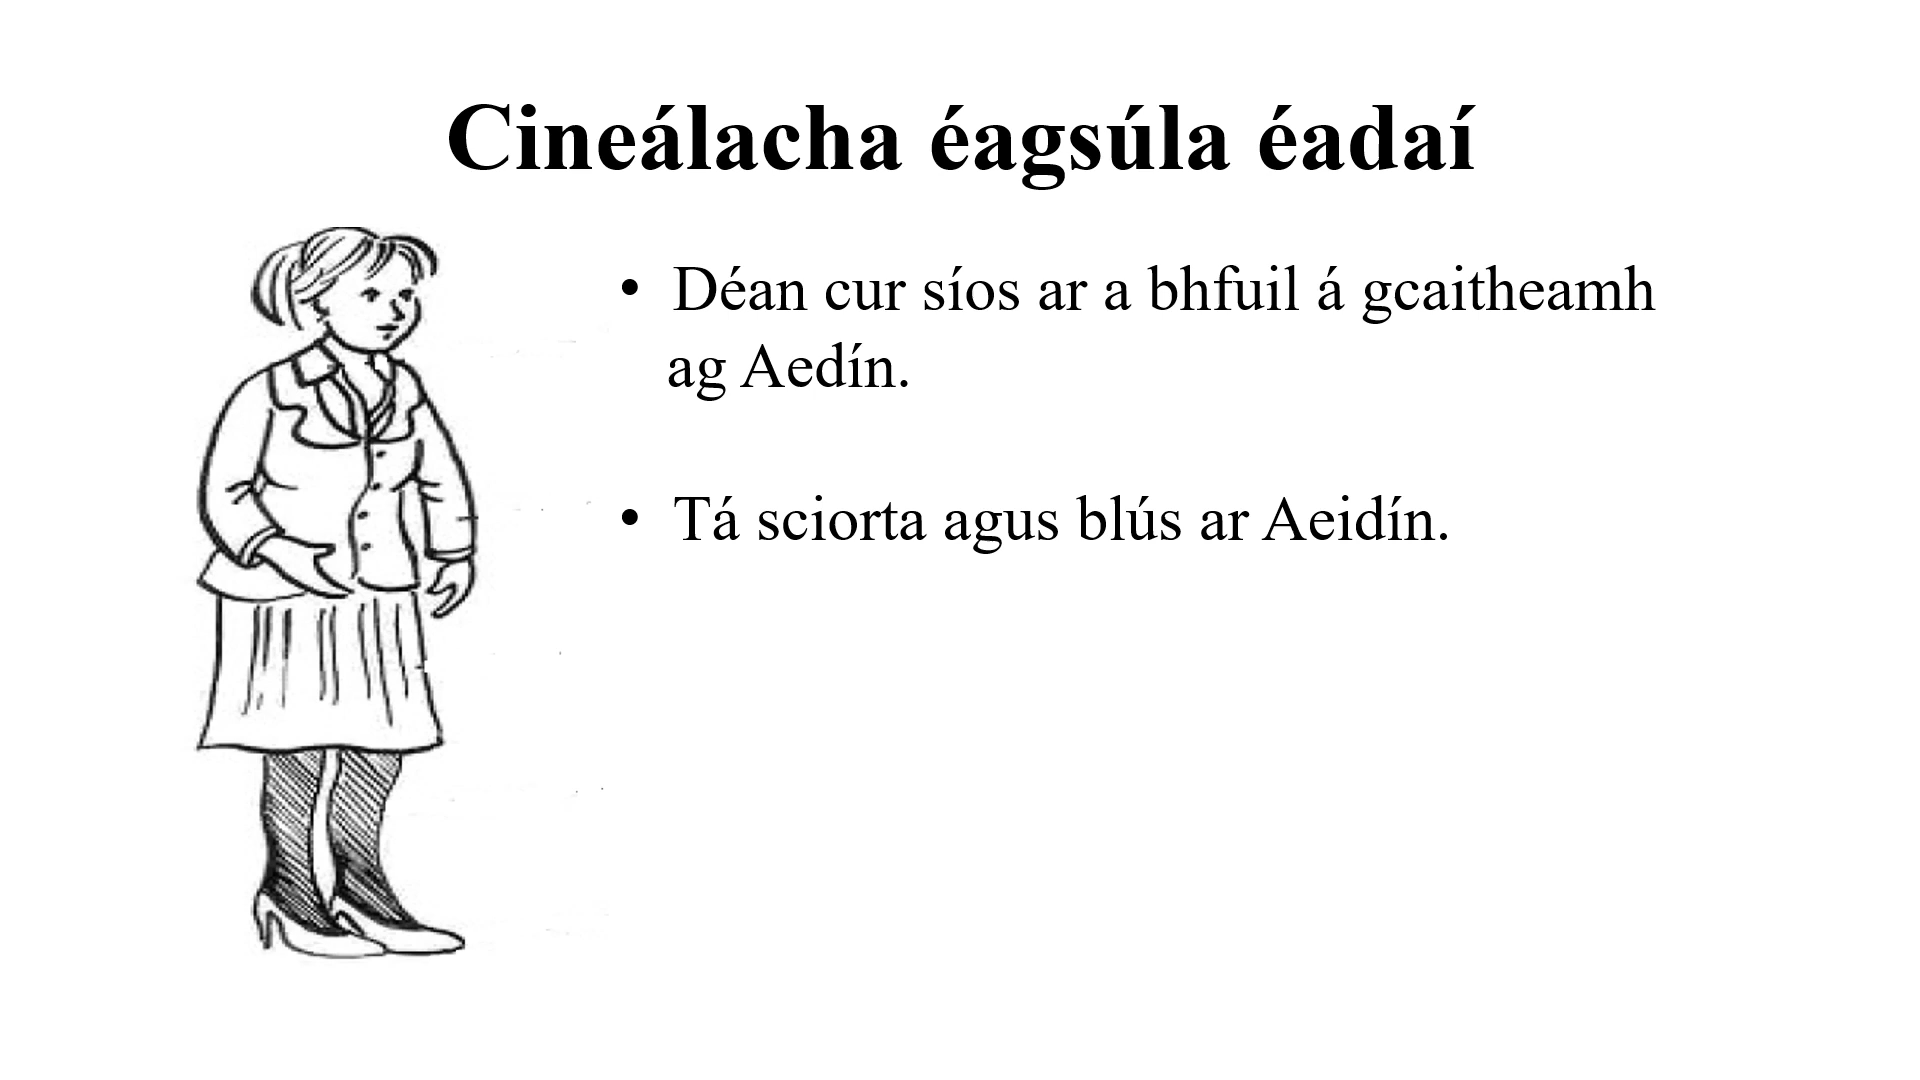 Cineálacha éagsúla éadaí
• Déan cur síos ar a bhfuil á gcaitheamh
ag Aedín.
• Tá sciorta agus blús ar Aeidín.